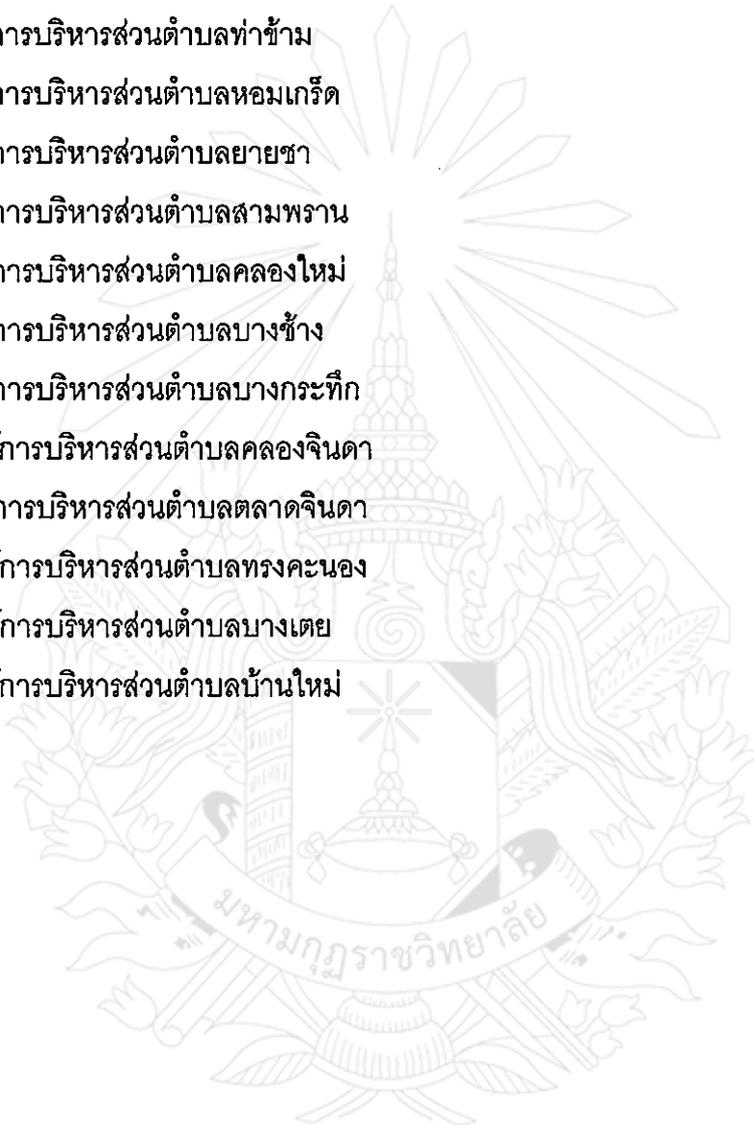 การบริหารส่วนตำบลท่าข้าม
การบริหารส่วนตำบลหอมเกร็ด
การบริหารส่วนตำบลยายชา
การบริหารส่วนตำบลสามพราน
การบริหารส่วนตำบลคลองใหม่
การบริหารส่วนตำบลบางช้าง
การบริหารส่วนตำบลบางกระทึก
การบริหารส่วนตำบลคลองจินดา
การบริหารส่วนตำบลตลาดจินดา
การบริหารส่วนตำบลทรงคะนอง
การบริหารส่วนตำบลบางเตย
การบริหารส่วนตำบลบ้านใหม่
มหามกุฏราชวิทยาลัย